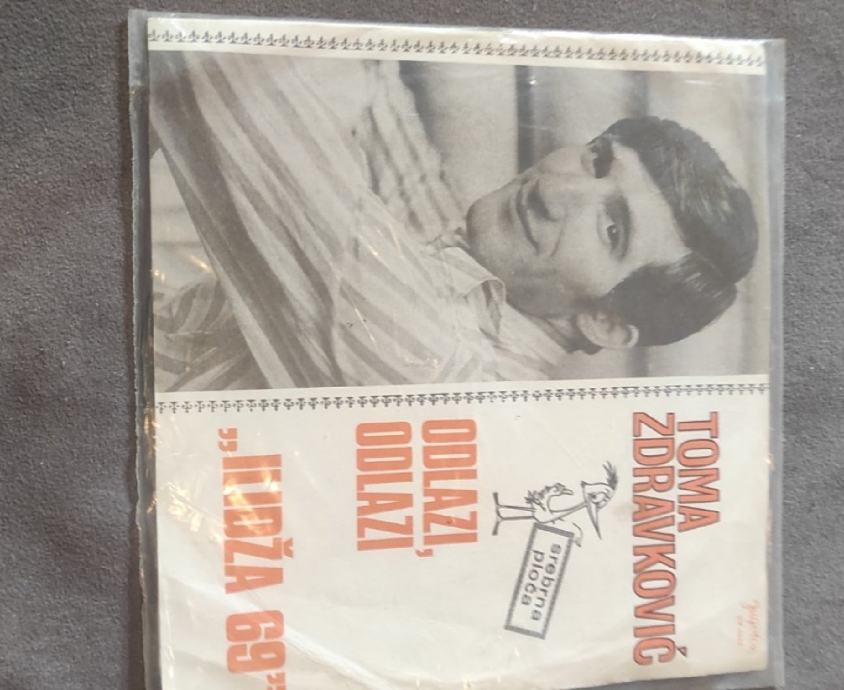 TOMA
ZDRAVKOVIĆ
srebrna
ploča
ODLAZI,
ODLAZI
„ILIDŽA 69”